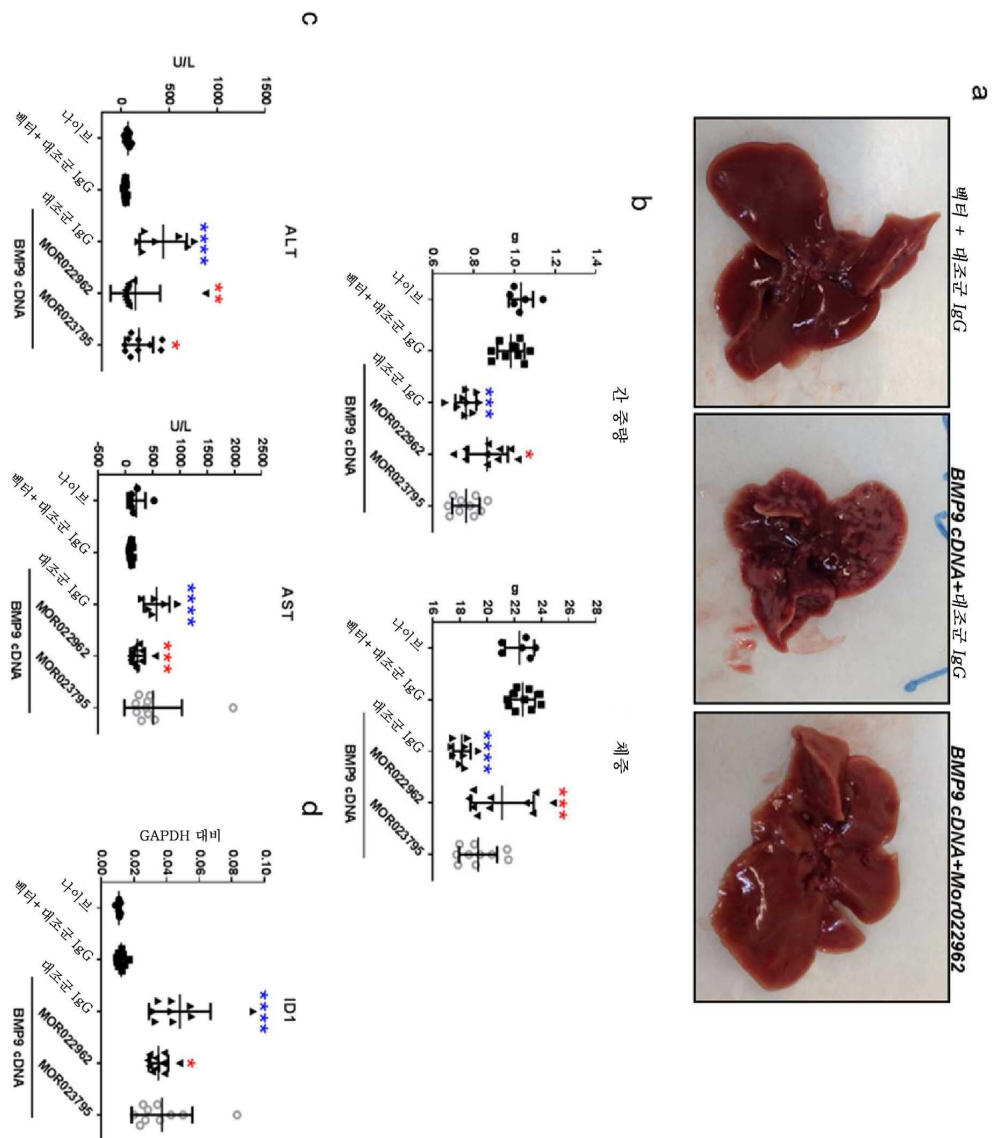 a
백터 + 대조군 IgG
BMP9 cDNA+대조군 IgG
BMP9 cDNA+Mor022962
b
간 중량
g
1.4
1.2
1.0
0.8
0.6
****
*
나이브
백터+ 대조군 IgG
대조군 IgG
MOR022962
MOR023795
BMP9 cDNA
체중
g
28
26
24
22
20
18
16
****
***
나이브
백터+ 대조군 IgG
대조군 IgG
MOR022962
MOR023795
BMP9 cDNA
c
ALT
U/L
1000
500
0
****
**
*
나이브
백터+ 대조군 IgG
대조군 IgG
MOR022962
MOR023795
BMP9 cDNA
AST
U/L
2500
2000
1500
1000
500
0
-500
****
***
나이브
백터+ 대조군 IgG
대조군 IgG
MOR022962
MOR023795
BMP9 cDNA
d
ID1
GAPDH 대비
0.10
0.08
0.06
0.04
0.02
0.00
****
*
나이브
백터+ 대조군 IgG
대조군 IgG
MOR022962
MOR023795
BMP9 cDNA